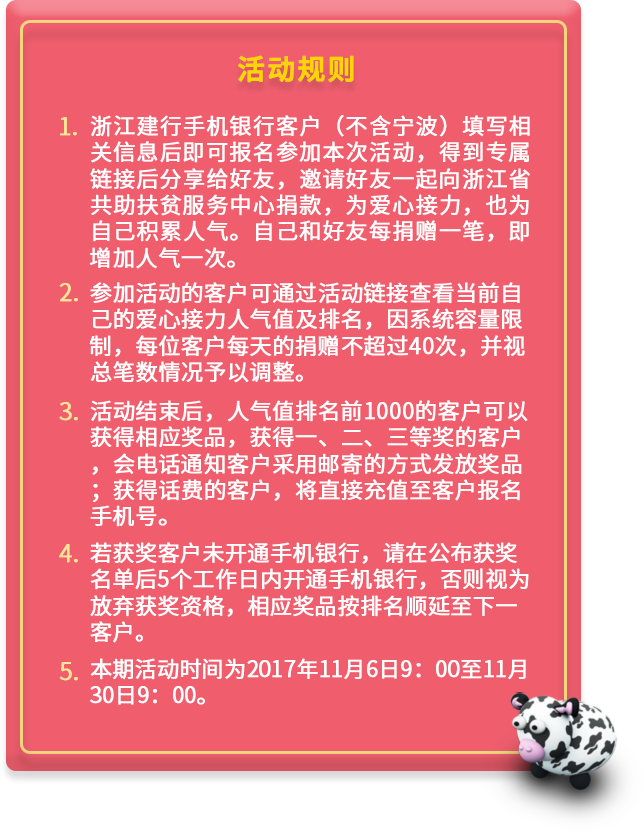 活动规则
1. 浙江建行手机银行客户（不含宁波）填写相
关信息后即可报名参加本次活动，得到专属
链接后分享给好友，邀请好友一起向浙江省
共助扶贫服务中心捐款，为爱心接力，也为
自己积累人气。自己和好友每捐赠一笔，即
增加人气一次。
2. 参加活动的客户可通过活动链接查看当前自
己的爱心接力人气值及排名，因系统容量限
制，每位客户每天的捐赠不超过40次，并视
总笔数情况予以调整。
3. 活动结束后，人气值排名前1000的客户可以
获得相应奖品，获得一、二、三等奖的客户
，会电话通知客户采用邮寄的方式发放奖品
；获得话费的客户，将直接充值至客户报名
手机号。
4. 若获奖客户未开通手机银行，请在公布获奖
名单后5个工作日内开通手机银行，否则视为
放弃获奖资格，相应奖品按排名顺延至下一
客户。
5. 本期活动时间为2017年11月6日9：00至11月
30日9：00。